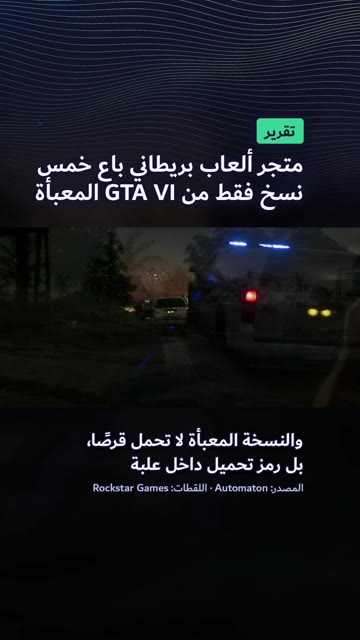 تقرير
متجر ألعاب بريطاني باع خمس
نسخ فقط من GTA VI المعبأة
والنسخة المعبأة لا تحمل قرصًا،
بل رمز تحميل داخل علبة
المصدر: Automaton · اللقطات: Rockstar Games